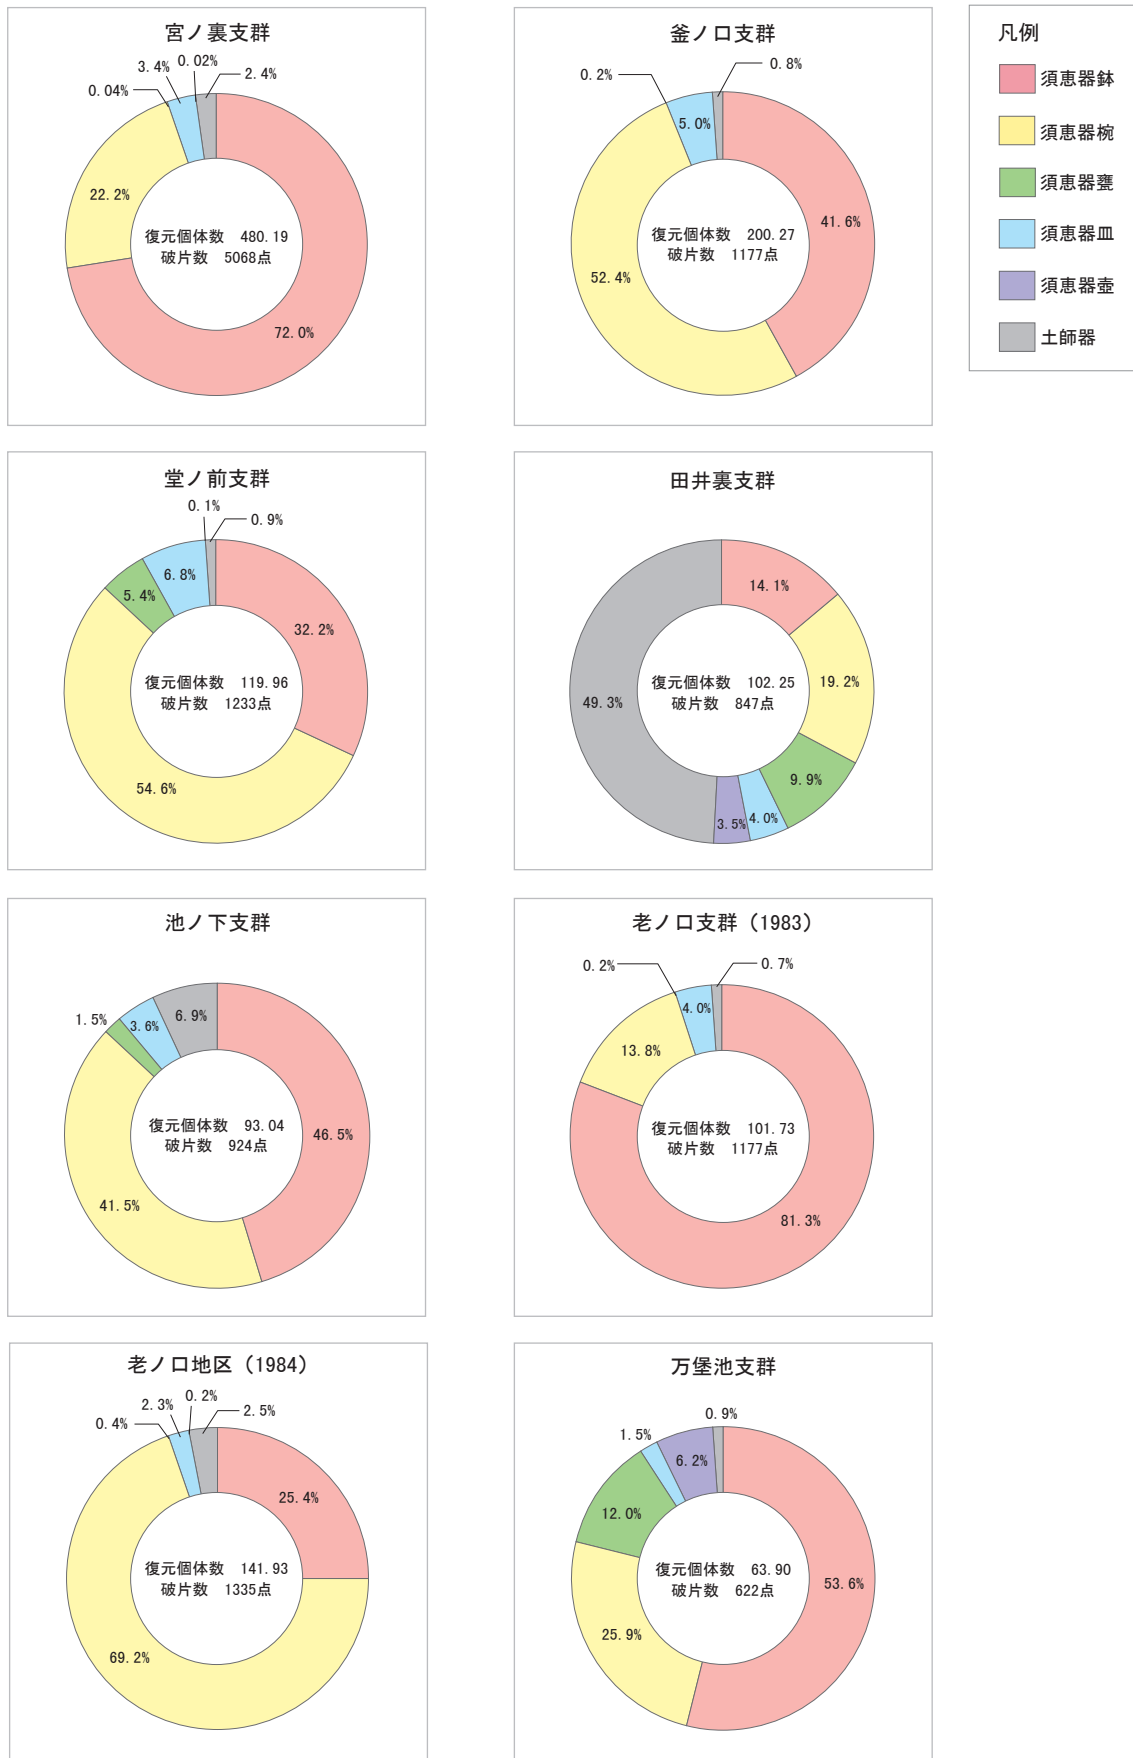 宮ノ裏支群
0.04%
3.4%
0.02%
2.4%
22.2%
72.0%
復元個体数 480.19
破片数 5068点
釜ノ口支群
0.2%
0.8%
5.0%
41.6%
52.4%
復元個体数 200.27
破片数 1177点
凡例
須恵器鉢
須恵器椀
須恵器甕
須恵器皿
須恵器壺
土師器
堂ノ前支群
0.1%
0.9%
6.8%
5.4%
32.2%
54.6%
復元個体数 119.96
破片数 1233点
田井裏支群
14.1%
19.2%
9.9%
4.0%
3.5%
49.3%
復元個体数 102.25
破片数 847点
池ノ下支群
1.5%
3.6%
6.9%
46.5%
41.5%
復元個体数 93.04
破片数 924点
老ノ口支群（1983）
0.2%
0.7%
4.0%
13.8%
81.3%
復元個体数 101.73
破片数 1177点
老ノ口地区（1984）
0.4%
2.3%
0.2%
2.5%
25.4%
69.2%
復元個体数 141.93
破片数 1335点
万堡池支群
0.9%
1.5%
6.2%
12.0%
53.6%
25.9%
復元個体数 63.90
破片数 622点